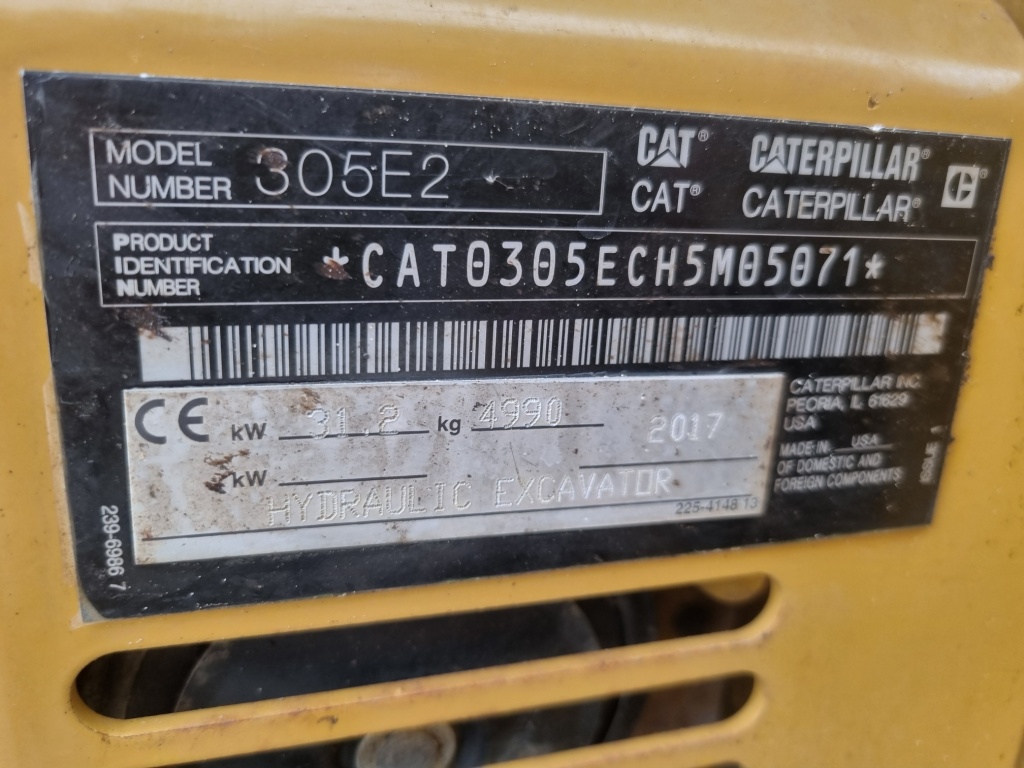 MODEL NUMBER 305E2
CAT® CATERPILLAR® C®
CAT® CATERPILLAR®
PRODUCT IDENTIFICATION NUMBER *CAT0305ECH5M05071*
CE kW 31.2 kg 4990 2017
kW
HYDRAULIC EXCAVATOR
225-4148 13
CATERPILLAR INC.
PEORIA, IL 61629
USA
MADE IN USA
OF DOMESTIC AND
FOREIGN COMPONENTS
239-6986 7